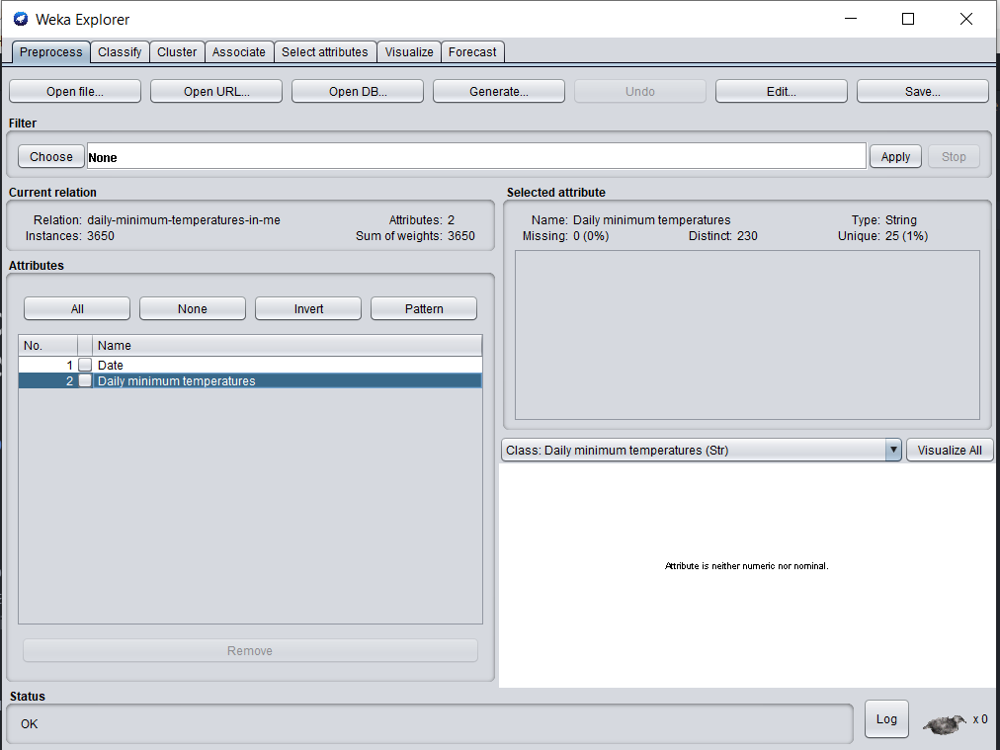 Weka Explorer
Preprocess Classify Cluster Associate Select attributes Visualize Forecast
Open file... Open URL... Open DB... Generate... Undo Edit... Save...
Filter
Choose None Apply Stop
Current relation
Relation: daily-minimum-temperatures-in-me Attributes: 2
Instances: 3650 Sum of weights: 3650
Attributes
All None Invert Pattern
No. Name
1 Date
2 Daily minimum temperatures
Remove
Selected attribute
Name: Daily minimum temperatures Type: String
Missing: 0 (0%) Distinct: 230 Unique: 25 (1%)
Class: Daily minimum temperatures (Str) Visualize All
Attribute is neither numeric nor nominal.
Status
OK
Log x 0